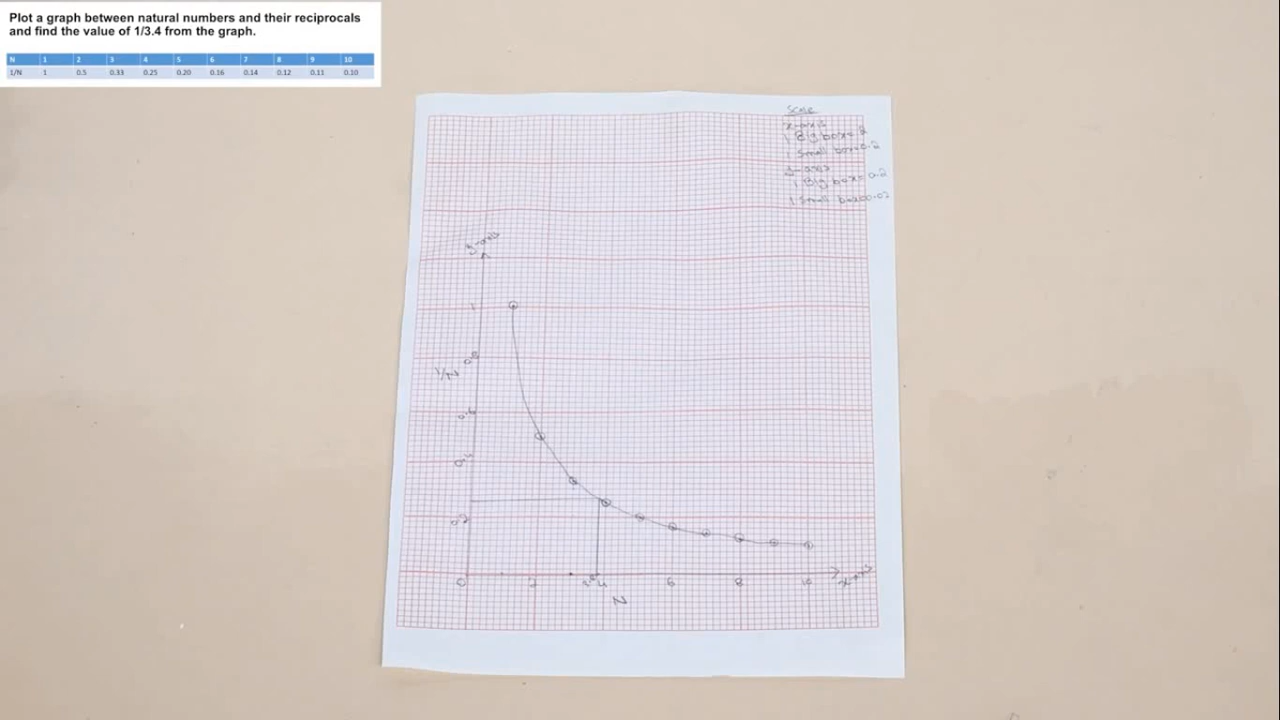 Plot a graph between natural numbers and their reciprocals
and find the value of 1/3.4 from the graph.
N 1 2 3 4 5 6 7 8 9 10
1/N 1 0.5 0.33 0.25 0.20 0.16 0.14 0.12 0.11 0.10
Scale
x-axis
1 Big box= 2
1 Small box=0.2
y-axis
1 Big box= 0.2
1 Small box=0.02
y-axis
1
0.8
1/N
0.6
0.4
0.2
0 2 4 6 8 10 x-axis
N